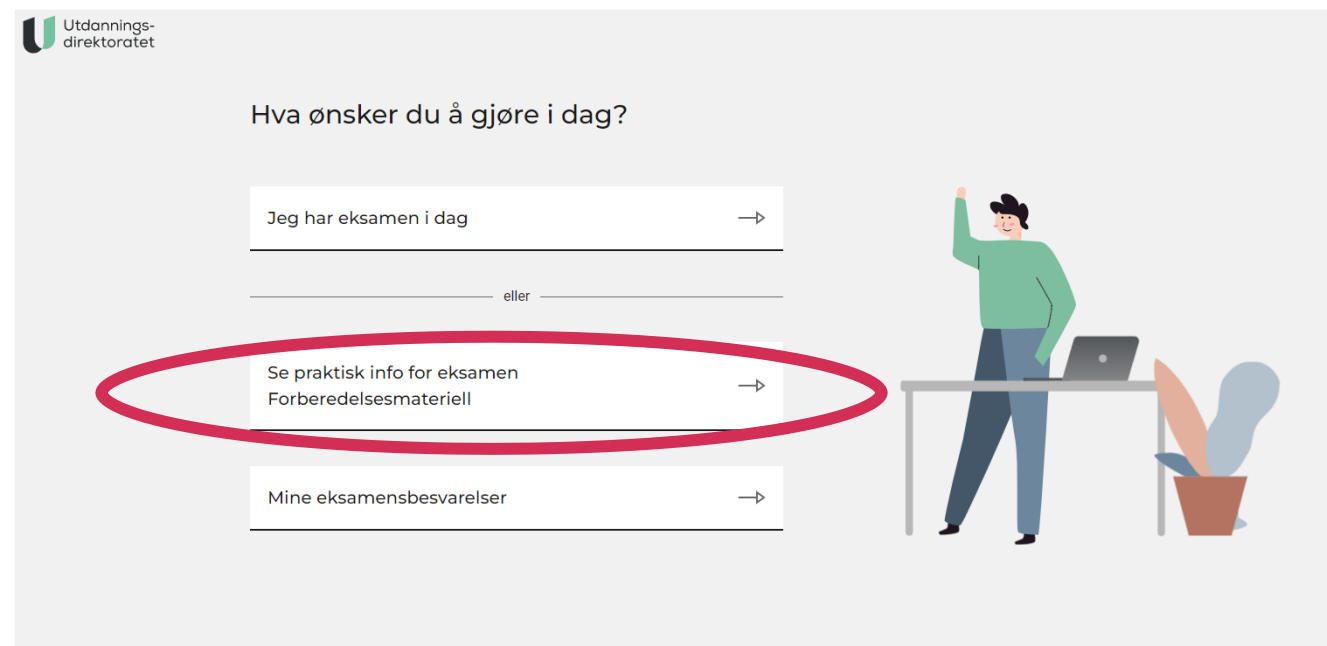 Utdannings-
direktoratet
Hva ønsker du å gjøre i dag?
Jeg har eksamen i dag
eller
Se praktisk info for eksamen
Forberedelsesmateriell
Mine eksamensbesvarelser